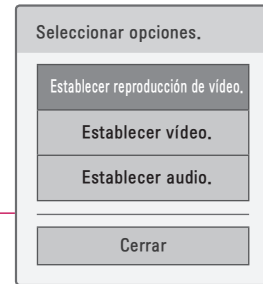 Seleccionar opciones.
Establecer reproducción de vídeo.
Establecer vídeo.
Establecer audio.
Cerrar